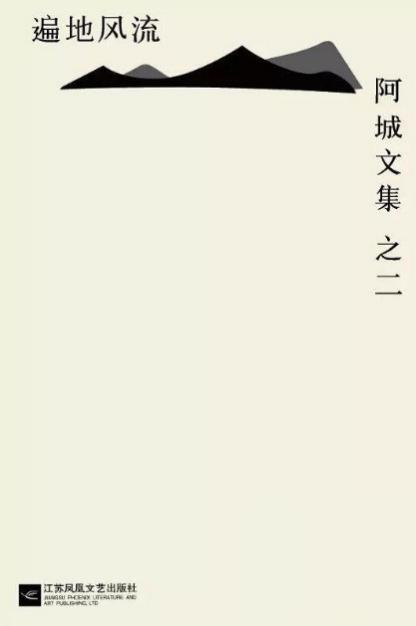 遍地风流
阿城文集 之二
江苏凤凰文艺出版社
JIANGSU PHOENIX LITERATURE AND
ART PUBLISHING, LTD